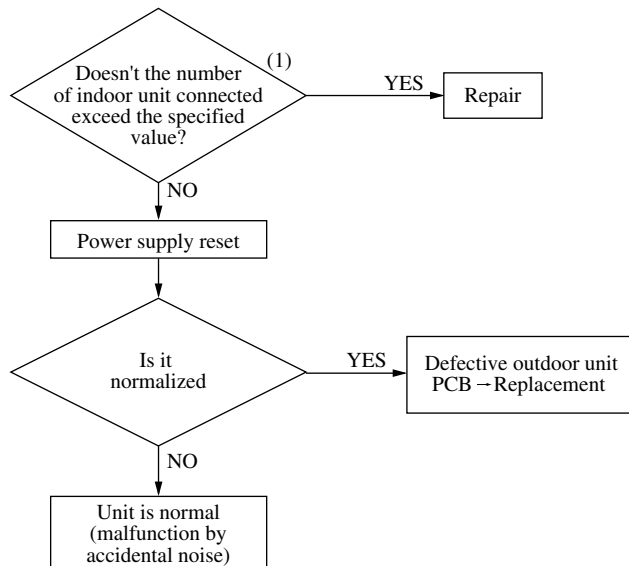 (1)
Doesn't the number
of indoor unit connected
exceed the specified
value?
YES
Repair
NO
Power supply reset
Is it
normalized
YES
Defective outdoor unit
PCB → Replacement
NO
Unit is normal
(malfunction by
accidental noise)